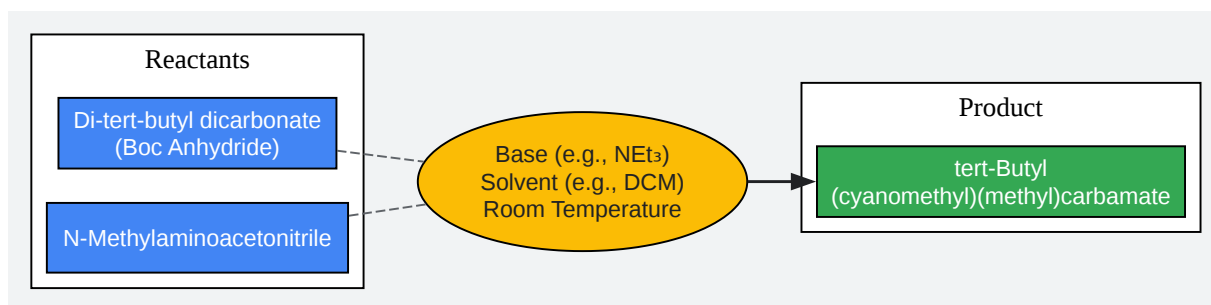 Reactants
Di-tert-butyl dicarbonate
(Boc Anhydride)
N-Methylaminoacetonitrile
Base (e.g., NEt₃)
Solvent (e.g., DCM)
Room Temperature
Product
tert-Butyl
(cyanomethyl)(methyl)carbamate